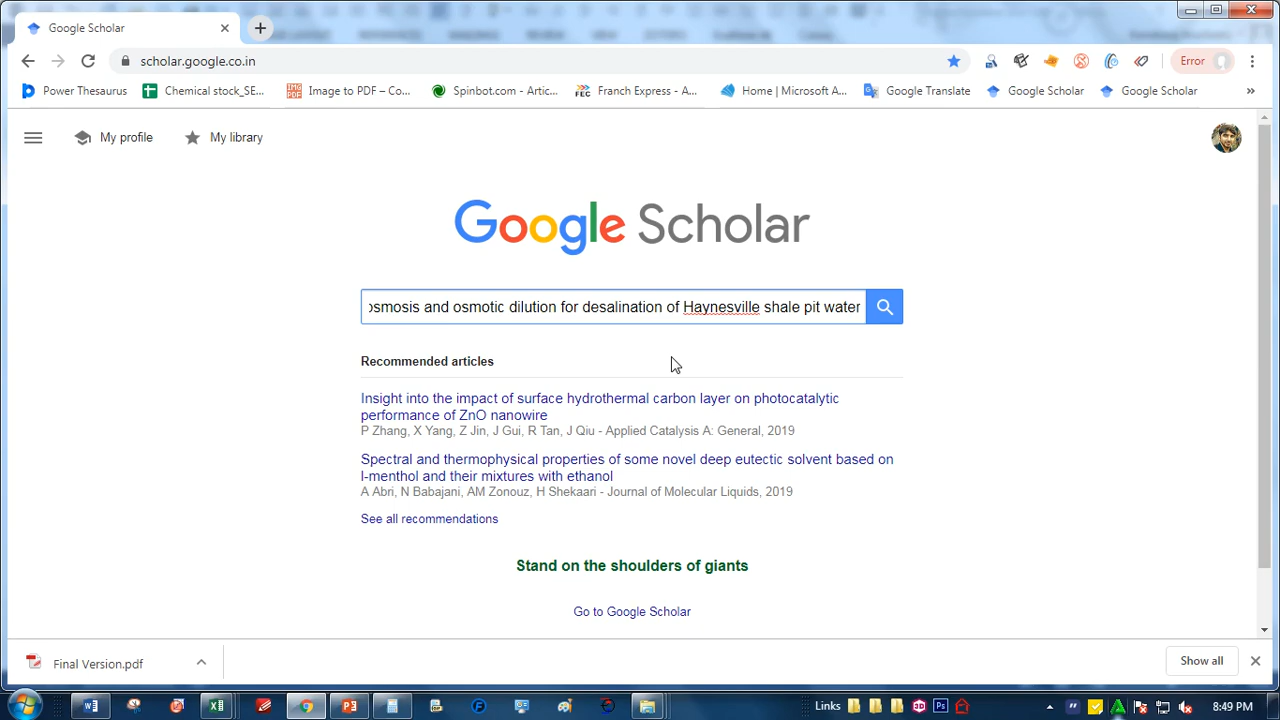 Google Scholar
scholar.google.co.in
Error
Power Thesaurus
Chemical stock_SE...
Image to PDF – Co...
Spinbot.com - Artic...
Franch Express - A...
Home | Microsoft A...
Google Translate
Google Scholar
Google Scholar
My profile
My library
Google Scholar
osmosis and osmotic dilution for desalination of Haynesville shale pit water
Recommended articles
Insight into the impact of surface hydrothermal carbon layer on photocatalytic
performance of ZnO nanowire
P Zhang, X Yang, Z Jin, J Gui, R Tan, J Qiu - Applied Catalysis A: General, 2019
Spectral and thermophysical properties of some novel deep eutectic solvent based on
l-menthol and their mixtures with ethanol
A Abri, N Babajani, AM Zonouz, H Shekaari - Journal of Molecular Liquids, 2019
See all recommendations
Stand on the shoulders of giants
Go to Google Scholar
Final Version.pdf
Show all
Links
8:49 PM